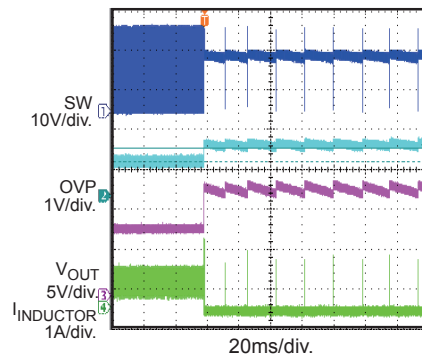 T
SW
1
10V/div.
OVP
2
1V/div.
VOUT
5V/div.
3
4
IINDUCTOR
1A/div.
20ms/div.